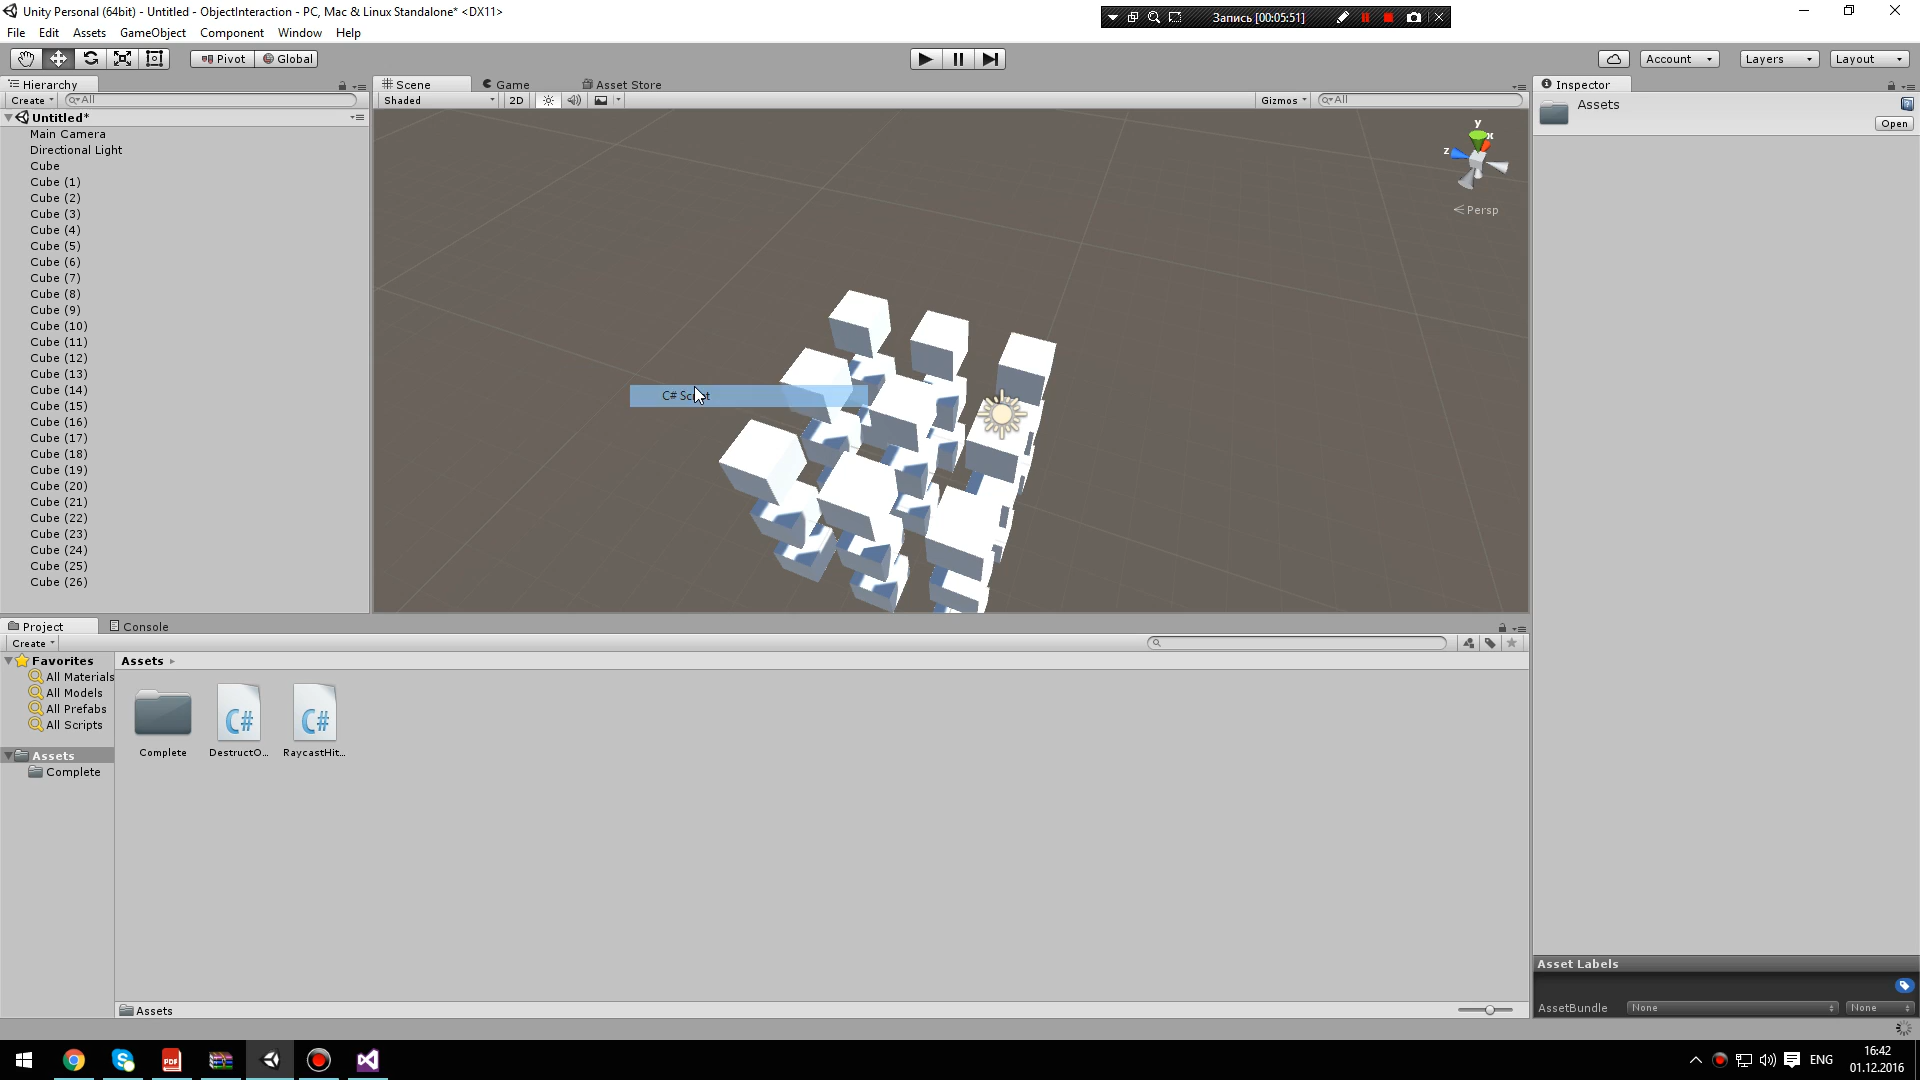 Unity Personal (64bit) - Untitled - ObjectInteraction - PC, Mac & Linux Standalone* <DX11>
Запись [00:05:51]
File Edit Assets GameObject Component Window Help
Pivot Global
Account Layers Layout
Hierarchy
Create All
Untitled*
Main Camera
Directional Light
Cube
Cube (1)
Cube (2)
Cube (3)
Cube (4)
Cube (5)
Cube (6)
Cube (7)
Cube (8)
Cube (9)
Cube (10)
Cube (11)
Cube (12)
Cube (13)
Cube (14)
Cube (15)
Cube (16)
Cube (17)
Cube (18)
Cube (19)
Cube (20)
Cube (21)
Cube (22)
Cube (23)
Cube (24)
Cube (25)
Cube (26)
Scene Game Asset Store
Shaded 2D Gizmos All
y
x
z
Persp
C# Script
Inspector
Assets
Open
Project Console
Create
Favorites
All Materials
All Models
All Prefabs
All Scripts
Assets
Complete
Assets
C# C#
Complete DestructO... RaycastHit...
Assets
Asset Labels
AssetBundle None None
PDF
ENG
16:42
01.12.2016